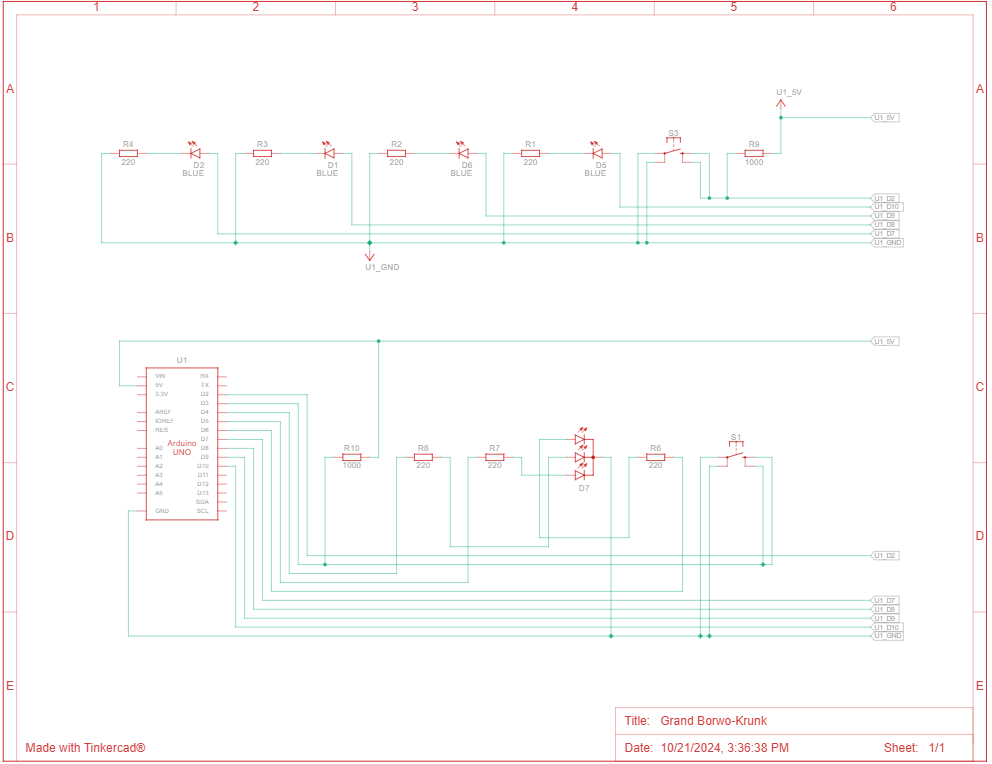 1 2 3 4 5 6
A A
U1_5V
U1_5V
S3
R4 R3 R2 R1 R9
220 220 220 220 1000
D2 D1 D6 D5
BLUE BLUE BLUE BLUE
U1_D2
U1_D10
U1_D9
U1_D8
B B
U1_D7
U1_GND
U1_GND
U1_5V
U1
VIN RX
5V TX
3.3V D2
D3
C C
AREF D4
IOREF D5
RES D6
D7
Arduino
UNO
A0 D8
A1 D9
A2 D10
A3 D11
A4 D12
A5 D13
SDA
GND SCL
S1
R10 R8 R7 R6
1000 220 220 220
D7
D D
U1_D2
U1_D7
U1_D8
U1_D9
U1_D10
U1_GND
E E
Title: Grand Borwo-Krunk
Made with Tinkercad®
Date: 10/21/2024, 3:36:38 PM Sheet: 1/1